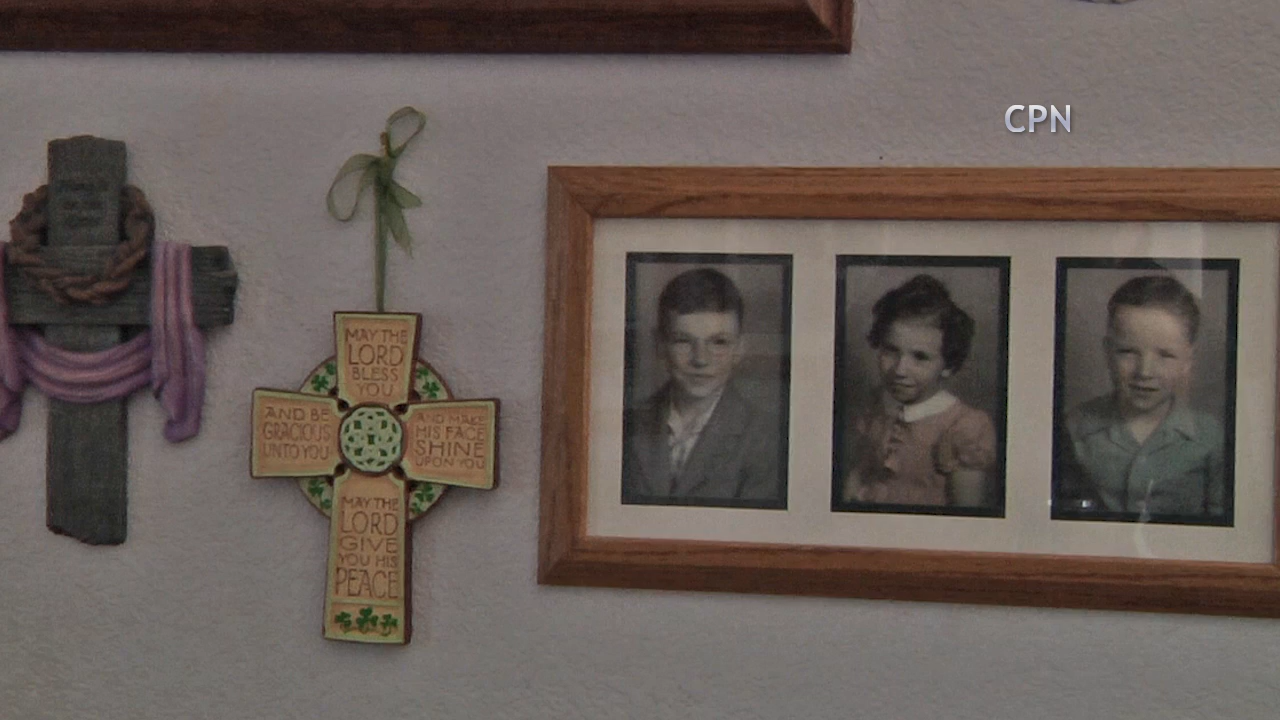 CPN
MAY THE
LORD
BLESS
YOU
AND BE
GRACIOUS
UNTO YOU
AND MAKE
HIS FACE
SHINE
UPON YOU
MAY THE
LORD
GIVE
YOU HIS
PEACE